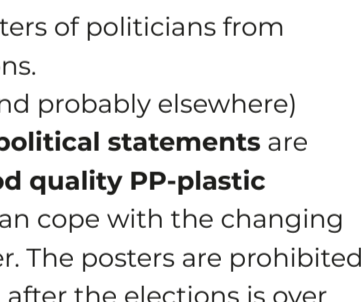 ters of politicians from
ns.
nd probably elsewhere)
political statements are
od quality PP-plastic
an cope with the changing
er. The posters are prohibited
after the elections is over